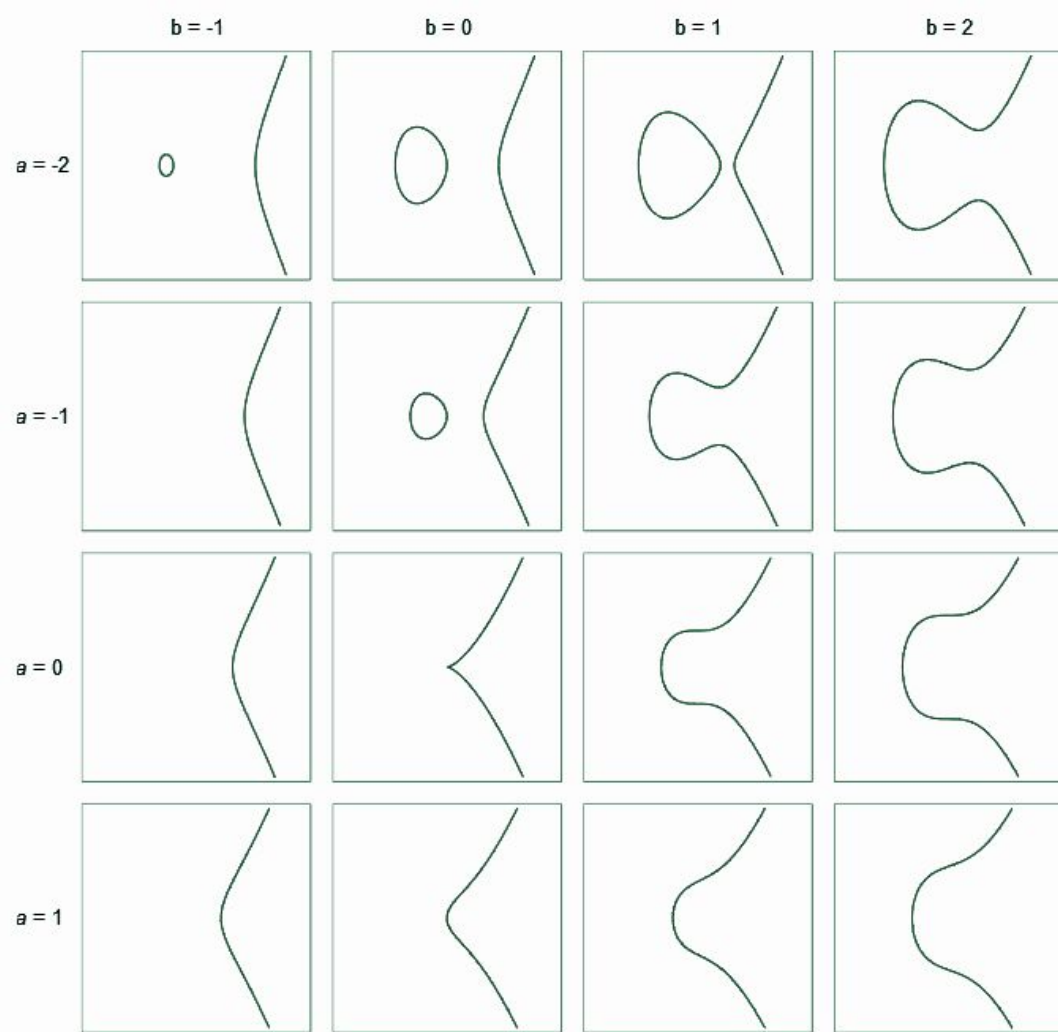 b = -1 b = 0 b = 1 b = 2
a = -2
a = -1
a = 0
a = 1